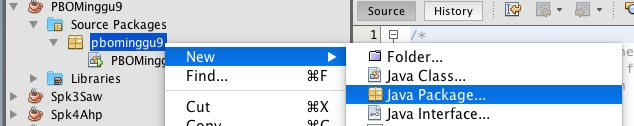 PBOMinggu9
Source Packages
pbominggu9
PBOMingg
Libraries
Spk3Saw
Spk4Ahp
New
Find... ⌘F
Cut ⌘X
Copy ⌘C
Folder...
Java Class...
Java Package...
Java Interface...
Source History
1 /*